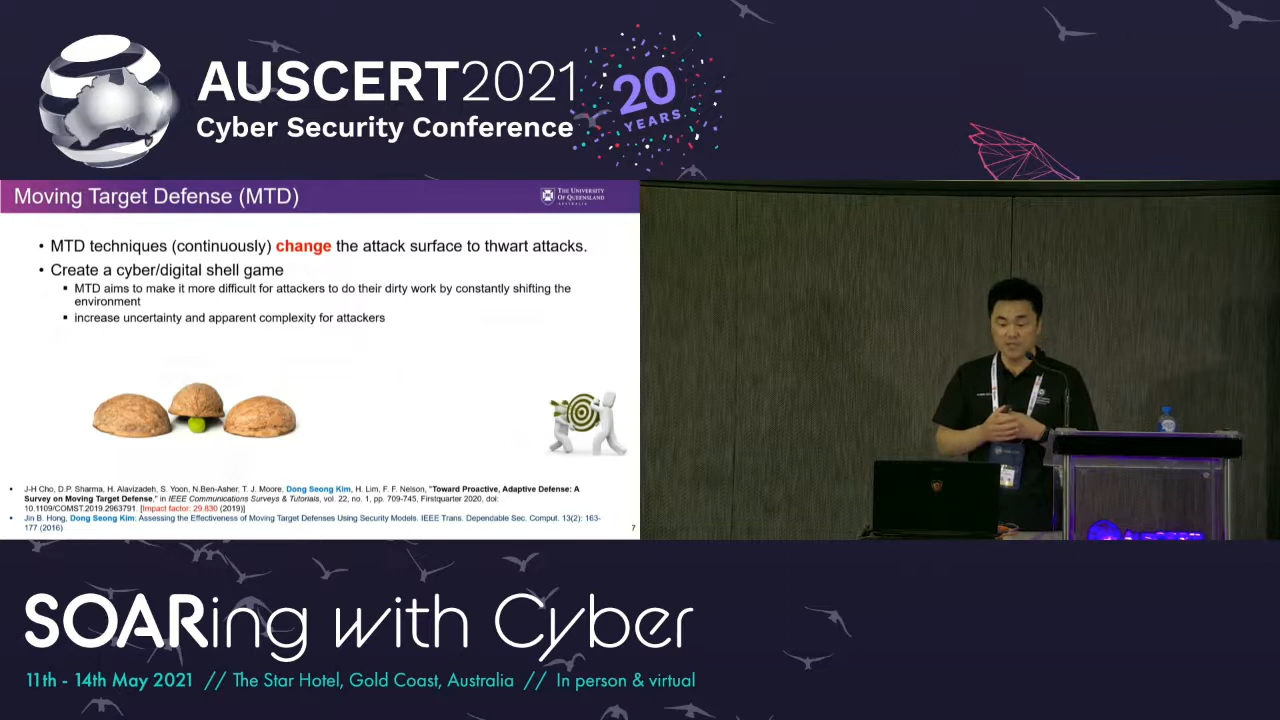 AUSCERT2021
Cyber Security Conference
20
YEARS
Moving Target Defense (MTD)
THE UNIVERSITY
OF QUEENSLAND
AUSTRALIA
• MTD techniques (continuously) change the attack surface to thwart attacks.
• Create a cyber/digital shell game
▪ MTD aims to make it more difficult for attackers to do their dirty work by constantly shifting the
environment
▪ increase uncertainty and apparent complexity for attackers
• J-H Cho, D.P. Sharma, H. Alavizadeh, S. Yoon, N.Ben-Asher, T. J. Moore, Dong Seong Kim, H. Lim, F. F. Nelson, "Toward Proactive, Adaptive Defense: A
Survey on Moving Target Defense," in IEEE Communications Surveys & Tutorials, vol. 22, no. 1, pp. 709-745, Firstquarter 2020, doi:
10.1109/COMST.2019.2963791. [Impact factor: 29.830 (2019)]
• Jin B. Hong, Dong Seong Kim: Assessing the Effectiveness of Moving Target Defenses Using Security Models. IEEE Trans. Dependable Sec. Comput. 13(2): 163-
177 (2016)
7
SOARing with Cyber
11th - 14th May 2021 // The Star Hotel, Gold Coast, Australia // In person & virtual